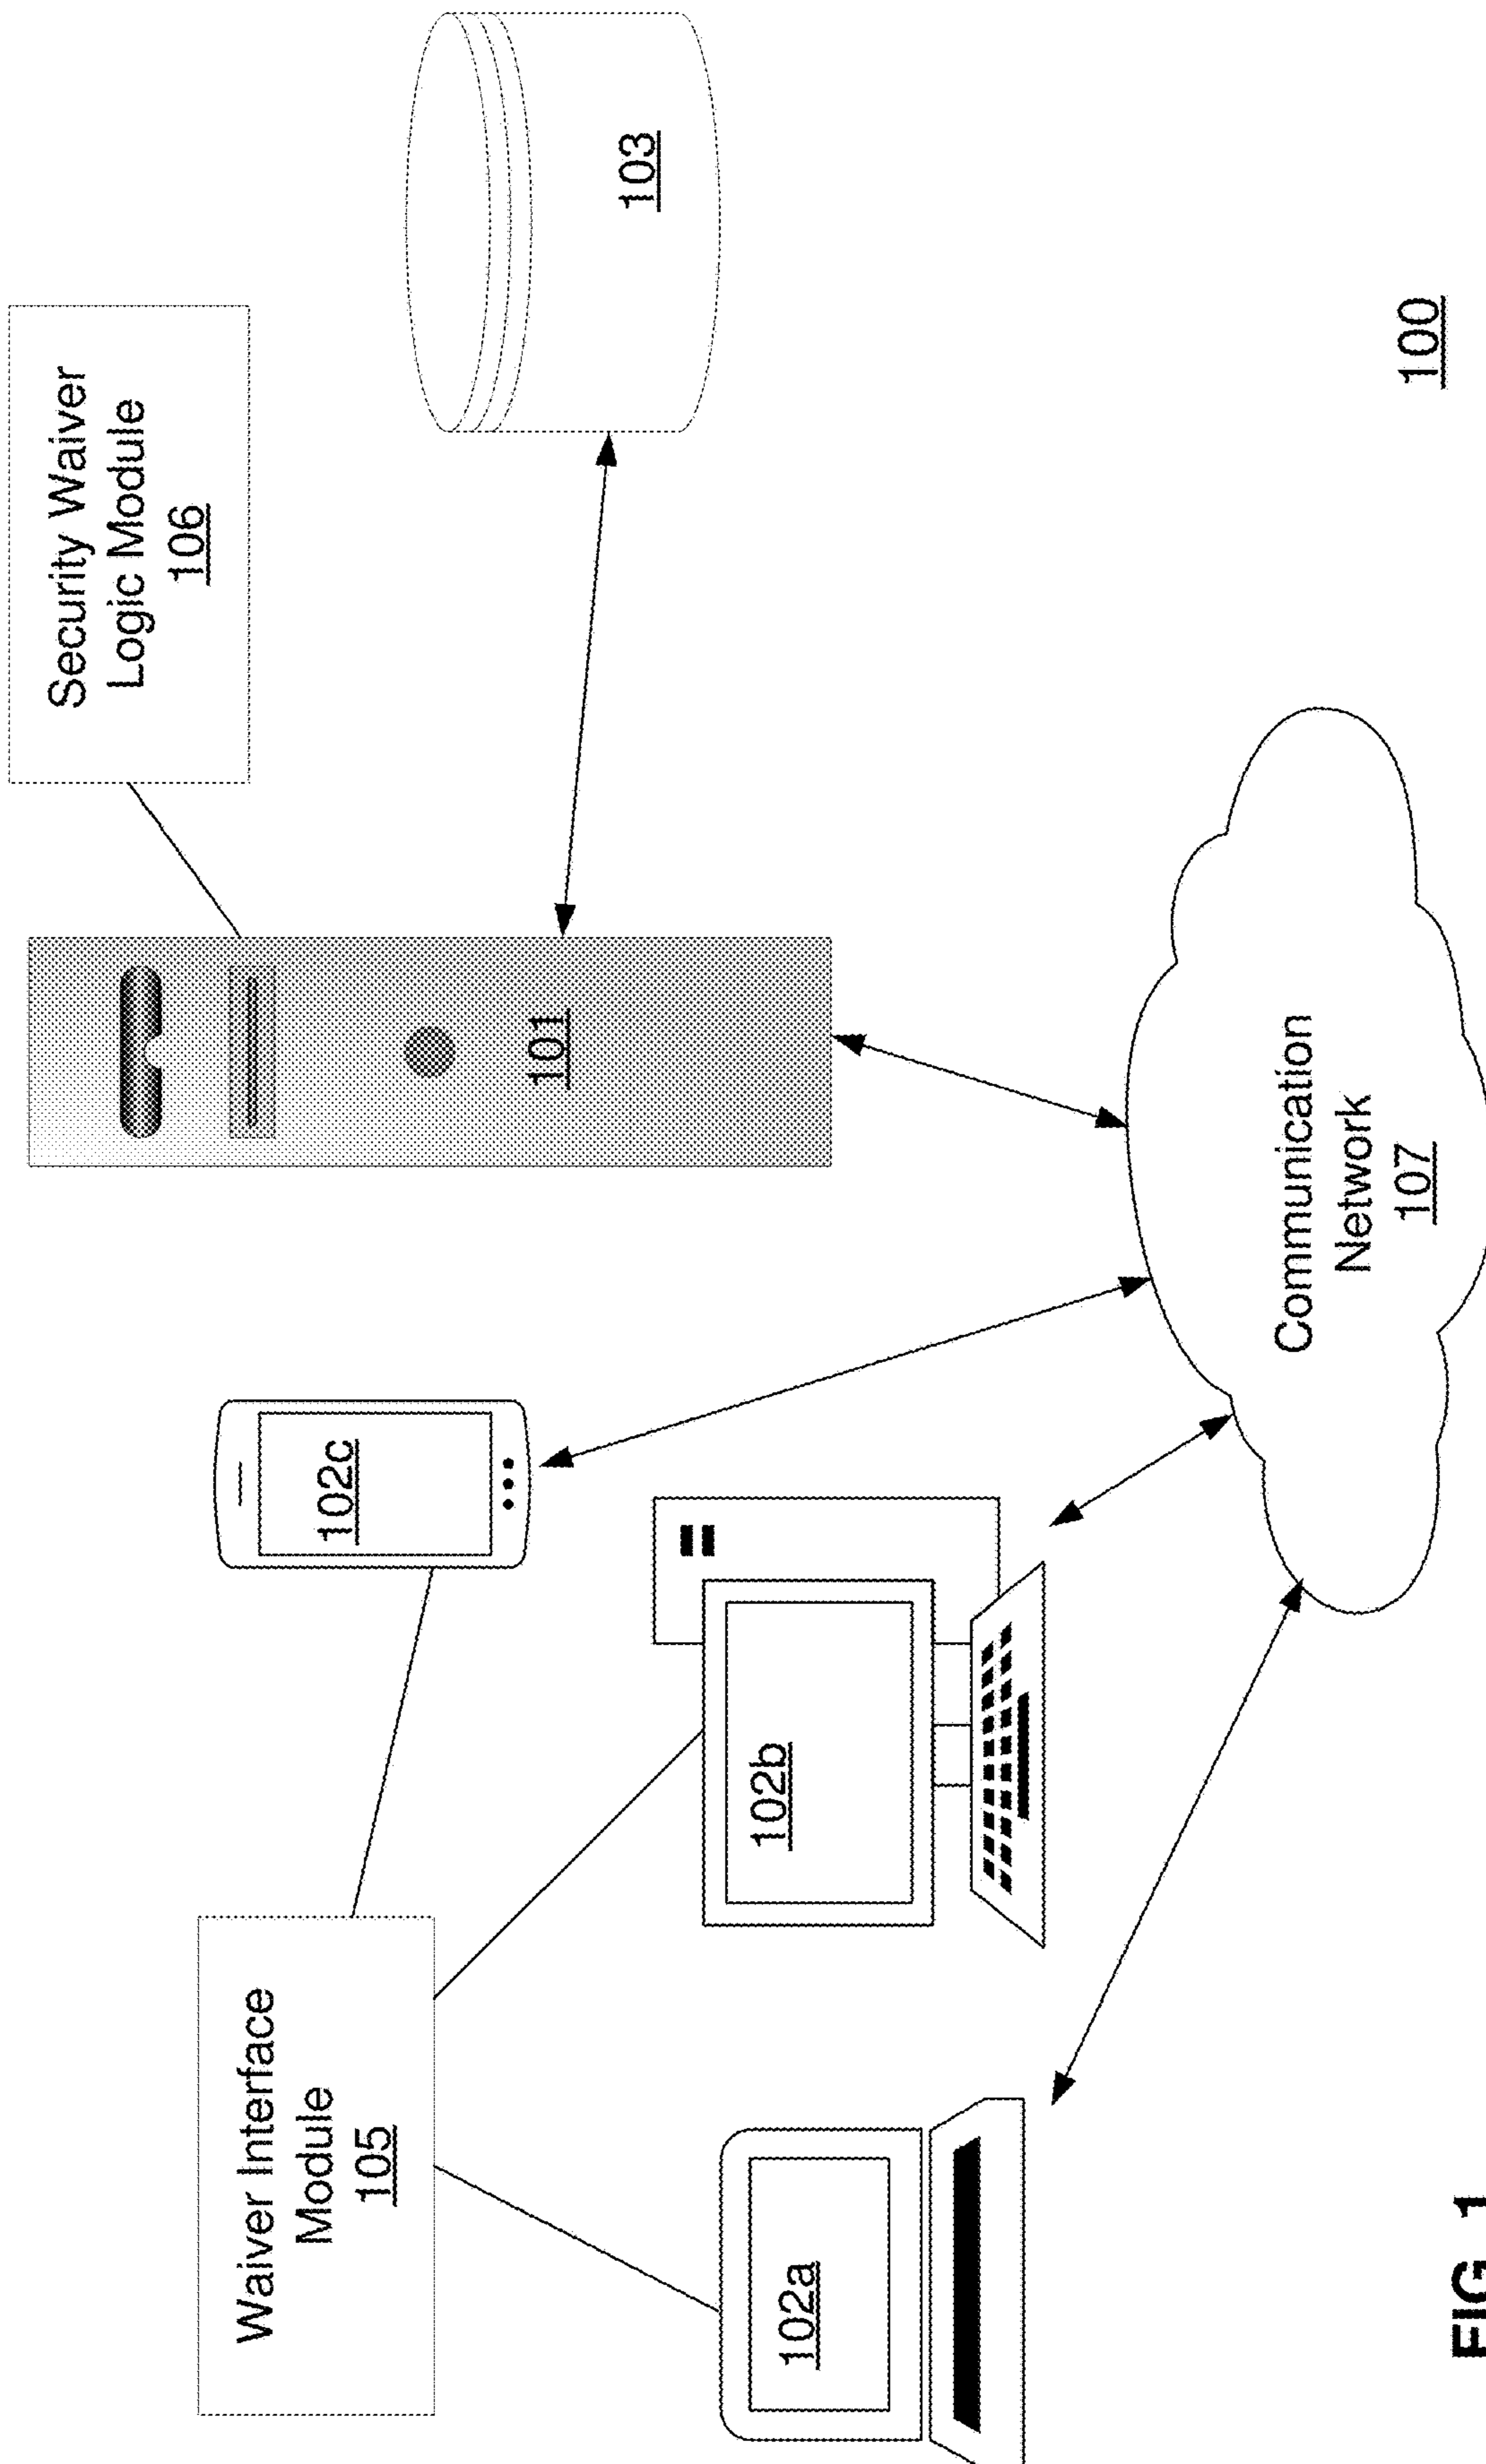 Security Waiver
Logic Module
106
Waiver Interface
Module
105
102c
101
103
102b
102a
Communication
Network
107
100
FIG. 1